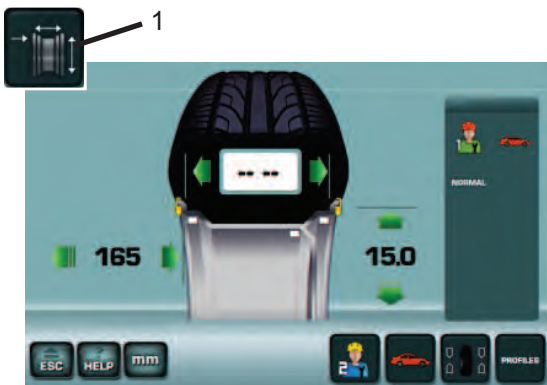 1
-- --
NORMAL
165
15.0
ESC
HELP
mm
2
PROFILES